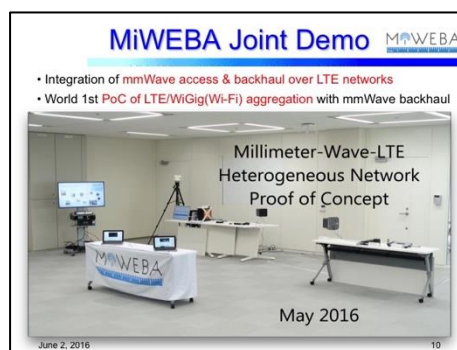 MiWEBA Joint Demo
MiWEBA
• Integration of mmWave access & backhaul over LTE networks
• World 1st PoC of LTE/WiGig(Wi-Fi) aggregation with mmWave backhaul
Millimeter-Wave-LTE
Heterogeneous Network
Proof of Concept
MiWEBA
May 2016
June 2, 2016
10